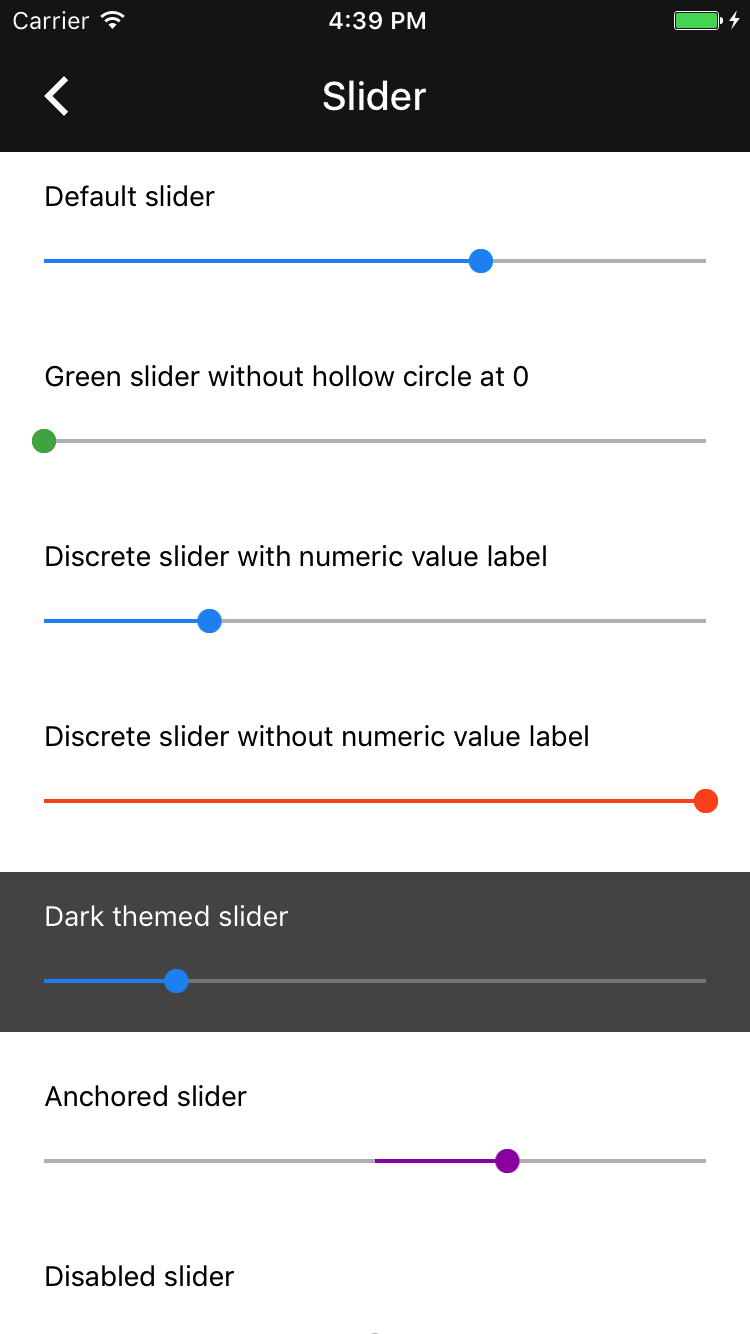 Carrier 4:39 PM
Slider
Default slider
Green slider without hollow circle at 0
Discrete slider with numeric value label
Discrete slider without numeric value label
Dark themed slider
Anchored slider
Disabled slider